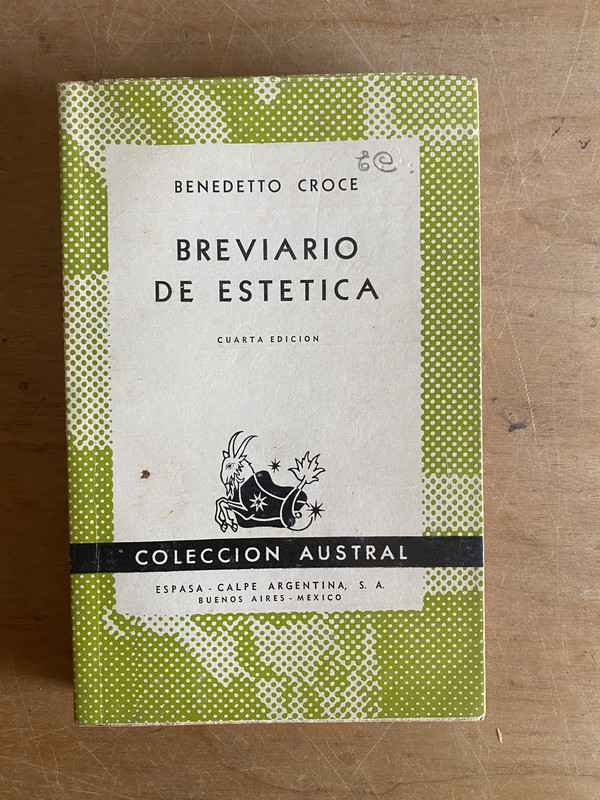 BENEDETTO CROCE
BREVIARIO
DE ESTETICA
CUARTA EDICION
COLECCION AUSTRAL
ESPASA - CALPE ARGENTINA, S. A.
BUENOS AIRES - MEXICO